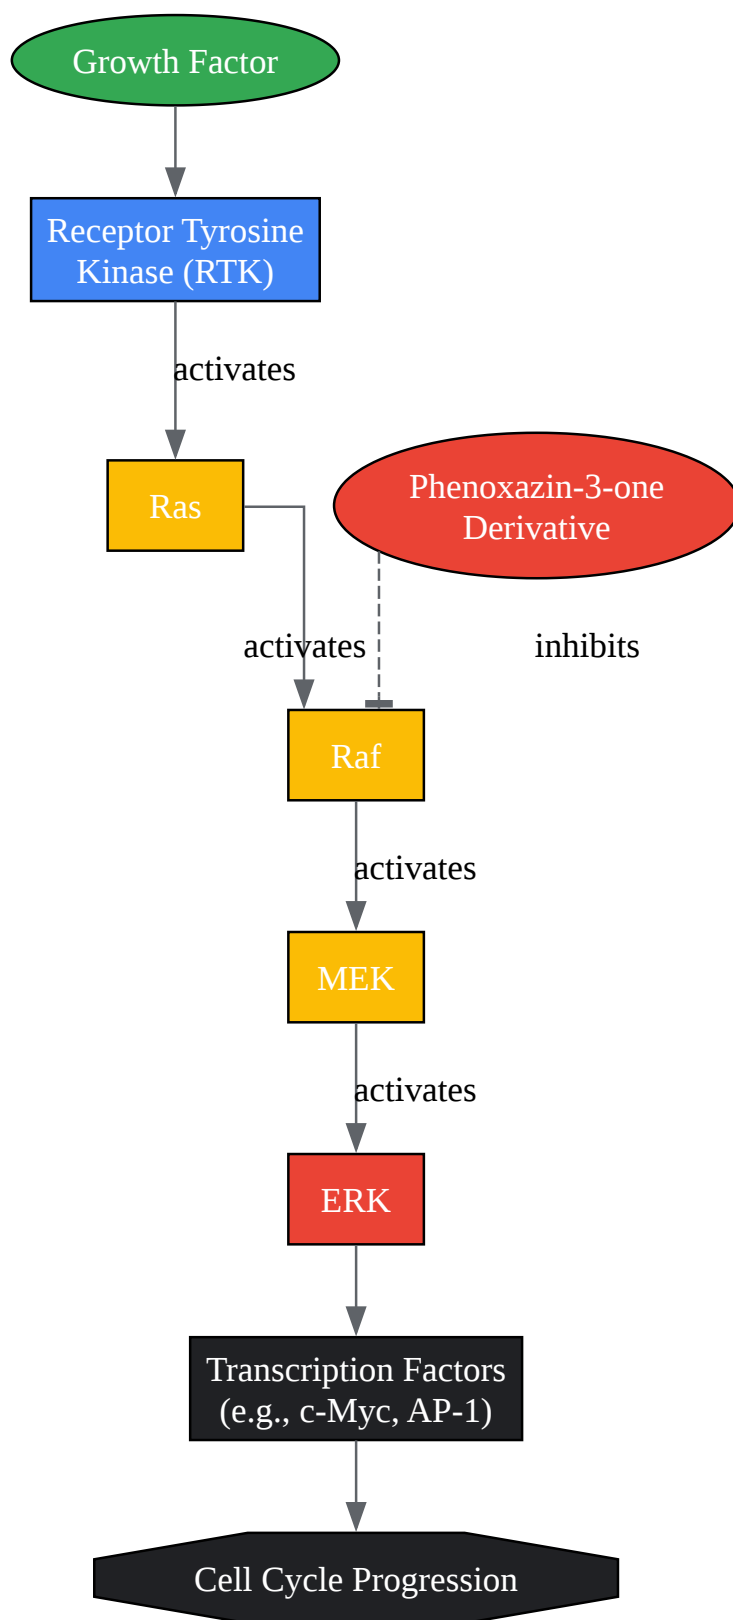 Growth Factor
Receptor Tyrosine
Kinase (RTK)
activates
Ras
Phenoxazin-3-one
Derivative
activates
inhibits
Raf
activates
MEK
activates
ERK
Transcription Factors
(e.g., c-Myc, AP-1)
Cell Cycle Progression